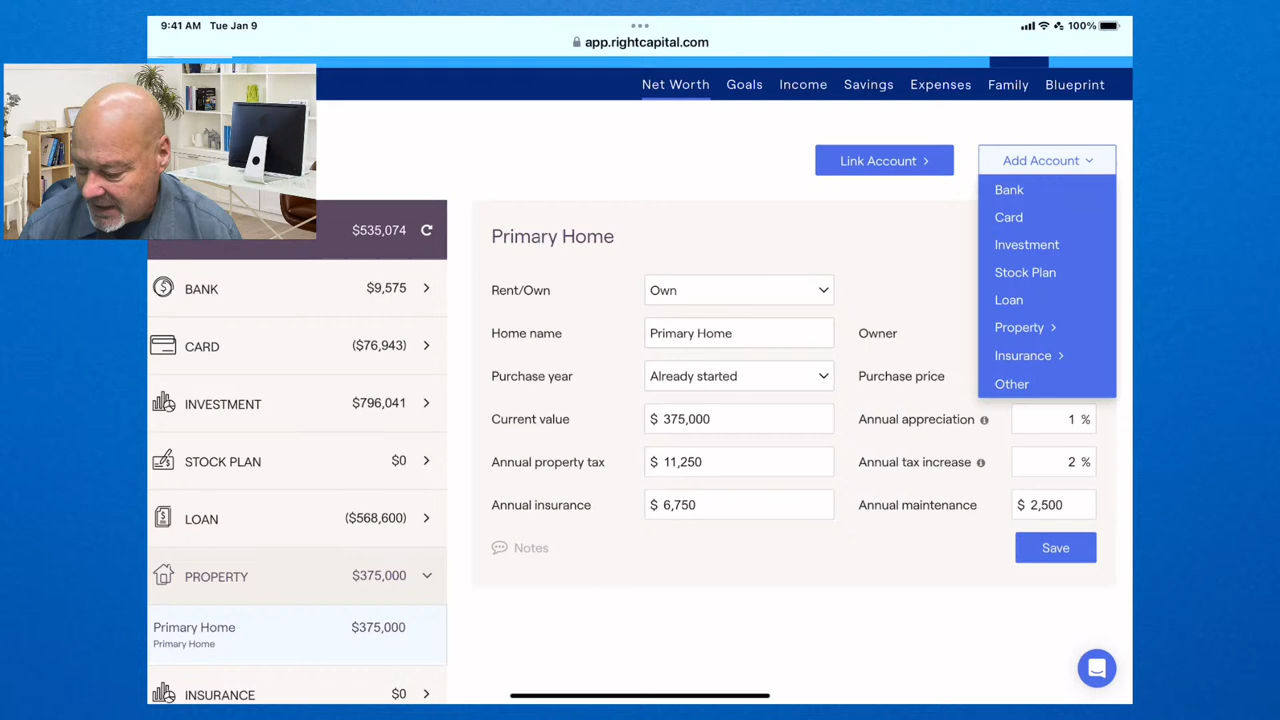 9:41 AM Tue Jan 9
100%
app.rightcapital.com
Net Worth Goals Income Savings Expenses Family Blueprint
Link Account
Add Account
Bank
Card
Investment
Stock Plan
Loan
Property
Insurance
Other
$535,074
BANK $9,575
CARD ($76,943)
INVESTMENT $796,041
STOCK PLAN $0
LOAN ($568,600)
PROPERTY $375,000
Primary Home $375,000
Primary Home
INSURANCE $0
Primary Home
Rent/Own Own
Home name Primary Home Owner
Purchase year Already started Purchase price
Current value $ 375,000 Annual appreciation 1 %
Annual property tax $ 11,250 Annual tax increase 2 %
Annual insurance $ 6,750 Annual maintenance $ 2,500
Notes Save